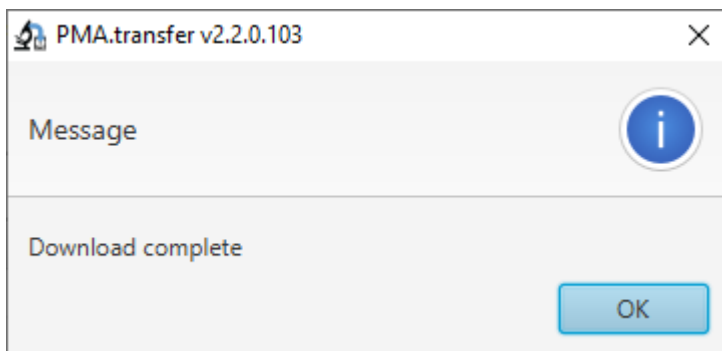 PMA.transfer v2.2.0.103
Message
i
Download complete
OK